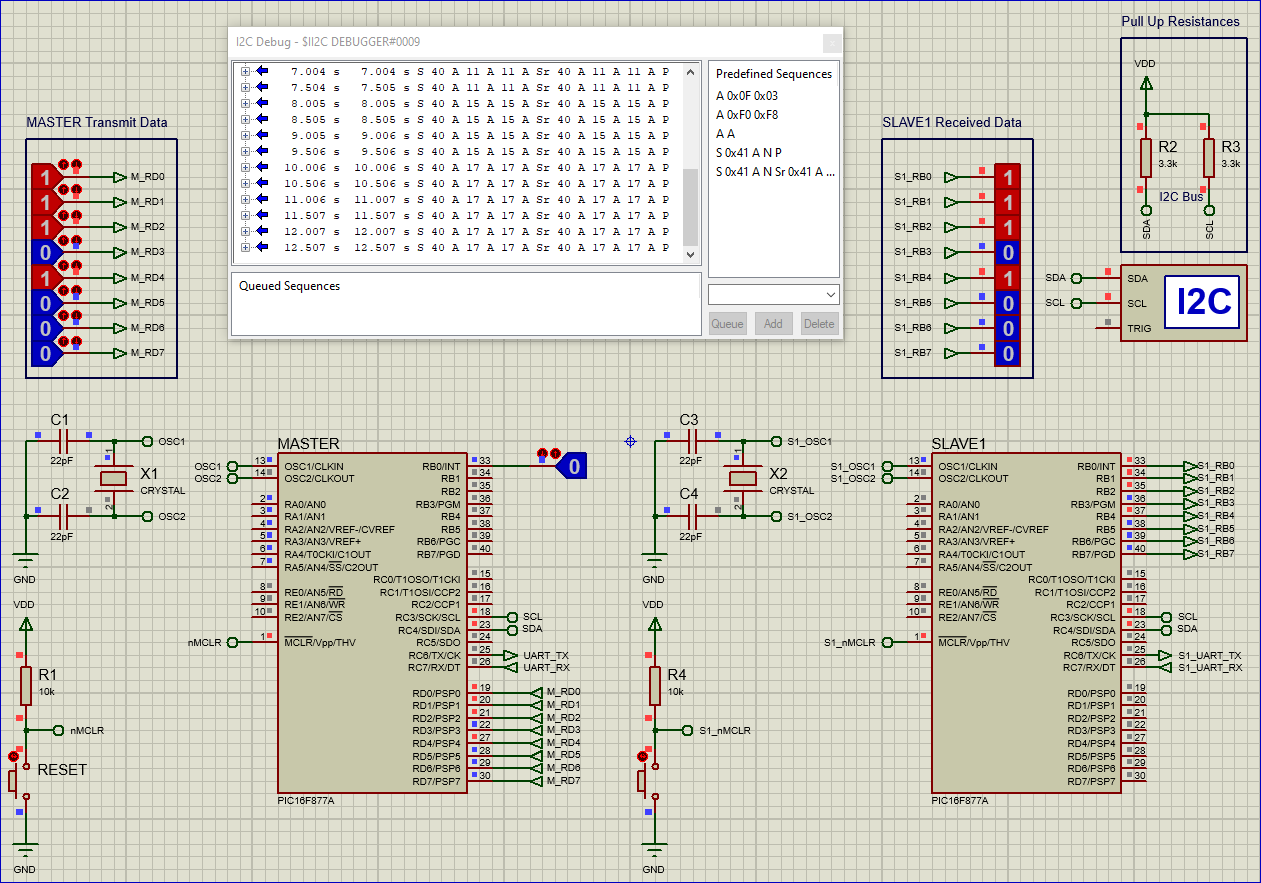 Pull Up Resistances
I2C Debug - $II2C DEBUGGER#0009
7.004 s 7.004 s S 40 A 11 A 11 A Sr 40 A 11 A 11 A P
7.504 s 7.505 s S 40 A 11 A 11 A Sr 40 A 11 A 11 A P
8.005 s 8.005 s S 40 A 15 A 15 A Sr 40 A 15 A 15 A P
8.505 s 8.505 s S 40 A 15 A 15 A Sr 40 A 15 A 15 A P
9.005 s 9.006 s S 40 A 15 A 15 A Sr 40 A 15 A 15 A P
9.506 s 9.506 s S 40 A 15 A 15 A Sr 40 A 15 A 15 A P
10.006 s 10.006 s S 40 A 17 A 17 A Sr 40 A 17 A 17 A P
10.506 s 10.506 s S 40 A 17 A 17 A Sr 40 A 17 A 17 A P
11.006 s 11.007 s S 40 A 17 A 17 A Sr 40 A 17 A 17 A P
11.507 s 11.507 s S 40 A 17 A 17 A Sr 40 A 17 A 17 A P
12.007 s 12.007 s S 40 A 17 A 17 A Sr 40 A 17 A 17 A P
12.507 s 12.507 s S 40 A 17 A 17 A Sr 40 A 17 A 17 A P
Predefined Sequences
A 0x0F 0x03
A 0xF0 0xF8
A A
S 0x41 A N P
S 0x41 A N Sr 0x41 A ...
Queued Sequences
Queue Add Delete
MASTER Transmit Data
1 M_RD0
1 M_RD1
1 M_RD2
0 M_RD3
1 M_RD4
0 M_RD5
0 M_RD6
0 M_RD7
SLAVE1 Received Data
S1_RB0 1
S1_RB1 1
S1_RB2 1
S1_RB3 0
S1_RB4 1
S1_RB5 0
S1_RB6 0
S1_RB7 0
VDD
R2 R3
3.3k 3.3k
I2C Bus
SDA SCL
SDA SDA
SCL SCL
TRIG
I2C
C1
22pF
OSC1
X1
CRYSTAL
1
2
C2
22pF
OSC2
GND
VDD
R1
10k
nMCLR
RESET
GND
MASTER
OSC1 13 OSC1/CLKIN
OSC2 14 OSC2/CLKOUT
2 RA0/AN0
3 RA1/AN1
4 RA2/AN2/VREF-/CVREF
5 RA3/AN3/VREF+
6 RA4/T0CKI/C1OUT
7 RA5/AN4/SS/C2OUT
8 RE0/AN5/RD
9 RE1/AN6/WR
10 RE2/AN7/CS
nMCLR 1 MCLR/Vpp/THV
RB0/INT 33 0
RB1 34
RB2 35
RB3/PGM 36
RB4 37
RB5 38
RB6/PGC 39
RB7/PGD 40
RC0/T1OSO/T1CKI 15
RC1/T1OSI/CCP2 16
RC2/CCP1 17
RC3/SCK/SCL 18 SCL
RC4/SDI/SDA 23 SDA
RC5/SDO 24
RC6/TX/CK 25 UART_TX
RC7/RX/DT 26 UART_RX
RD0/PSP0 19 M_RD0
RD1/PSP1 20 M_RD1
RD2/PSP2 21 M_RD2
RD3/PSP3 22 M_RD3
RD4/PSP4 27 M_RD4
RD5/PSP5 28 M_RD5
RD6/PSP6 29 M_RD6
RD7/PSP7 30 M_RD7
PIC16F877A
C3
22pF
S1_OSC1
X2
CRYSTAL
1
2
C4
22pF
S1_OSC2
GND
VDD
R4
10k
S1_nMCLR
GND
SLAVE1
S1_OSC1 13 OSC1/CLKIN
S1_OSC2 14 OSC2/CLKOUT
2 RA0/AN0
3 RA1/AN1
4 RA2/AN2/VREF-/CVREF
5 RA3/AN3/VREF+
6 RA4/T0CKI/C1OUT
7 RA5/AN4/SS/C2OUT
8 RE0/AN5/RD
9 RE1/AN6/WR
10 RE2/AN7/CS
S1_nMCLR 1 MCLR/Vpp/THV
RB0/INT 33 S1_RB0
RB1 34 S1_RB1
RB2 35 S1_RB2
RB3/PGM 36 S1_RB3
RB4 37 S1_RB4
RB5 38 S1_RB5
RB6/PGC 39 S1_RB6
RB7/PGD 40 S1_RB7
RC0/T1OSO/T1CKI 15
RC1/T1OSI/CCP2 16
RC2/CCP1 17
RC3/SCK/SCL 18 SCL
RC4/SDI/SDA 23 SDA
RC5/SDO 24
RC6/TX/CK 25 S1_UART_TX
RC7/RX/DT 26 S1_UART_RX
RD0/PSP0 19
RD1/PSP1 20
RD2/PSP2 21
RD3/PSP3 22
RD4/PSP4 27
RD5/PSP5 28
RD6/PSP6 29
RD7/PSP7 30
PIC16F877A